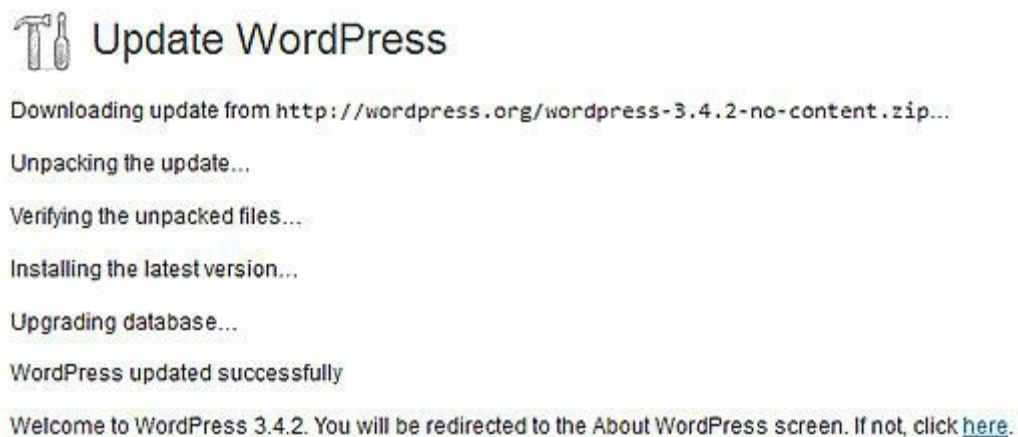 Update WordPress
Downloading update from http://wordpress.org/wordpress-3.4.2-no-content.zip...
Unpacking the update...
Verifying the unpacked files...
Installing the latest version...
Upgrading database...
WordPress updated successfully
Welcome to WordPress 3.4.2. You will be redirected to the About WordPress screen. If not, click here.